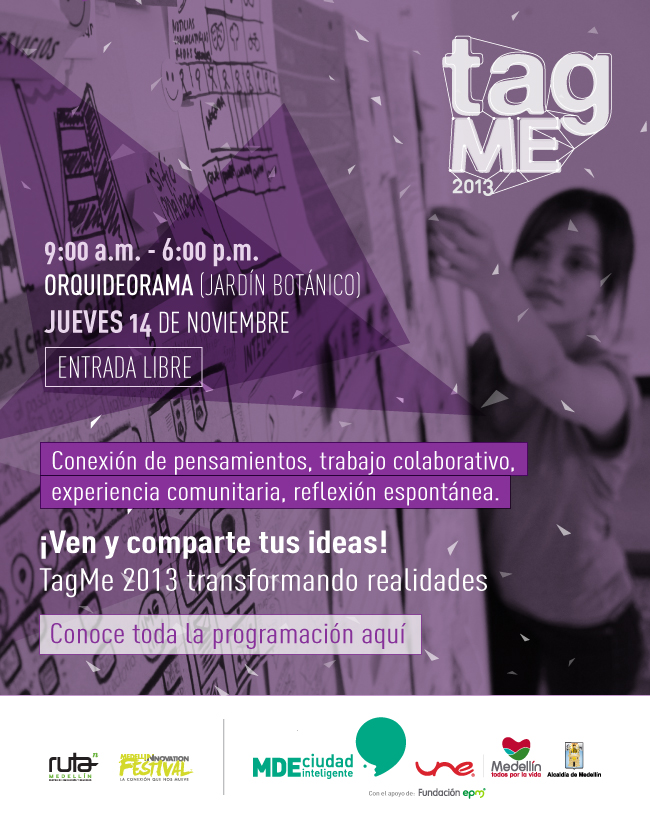 SERVICIOS
NOTICIAS
tag
ME
2013
9:00 a.m. - 6:00 p.m.
ORQUIDEORAMA (JARDÍN BOTÁNICO)
JUEVES 14 DE NOVIEMBRE
ENTRADA LIBRE
Conexión de pensamientos, trabajo colaborativo,
experiencia comunitaria, reflexión espontánea.
¡Ven y comparte tus ideas!
TagMe 2013 transformando realidades
Conoce toda la programación aquí
ruta n
MEDELLÍN
MEDELLÍN INNOVATION
FESTIVAL
LA CONEXIÓN QUE NOS MUEVE
MDE ciudad
inteligente
une
Medellín
todos por la vida
Alcaldía de Medellín
Con el apoyo de: Fundación epm